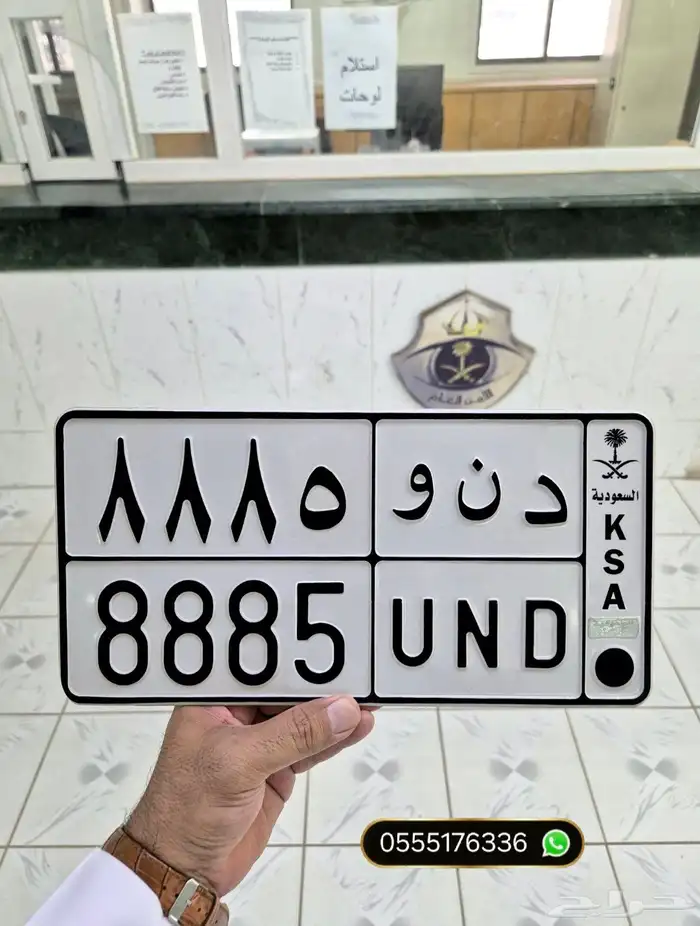 استلام
لوحات
الأمن العام
٨٨٨٥
د ن و
8885
UND
السعودية
K
S
A
0555176336
حراج